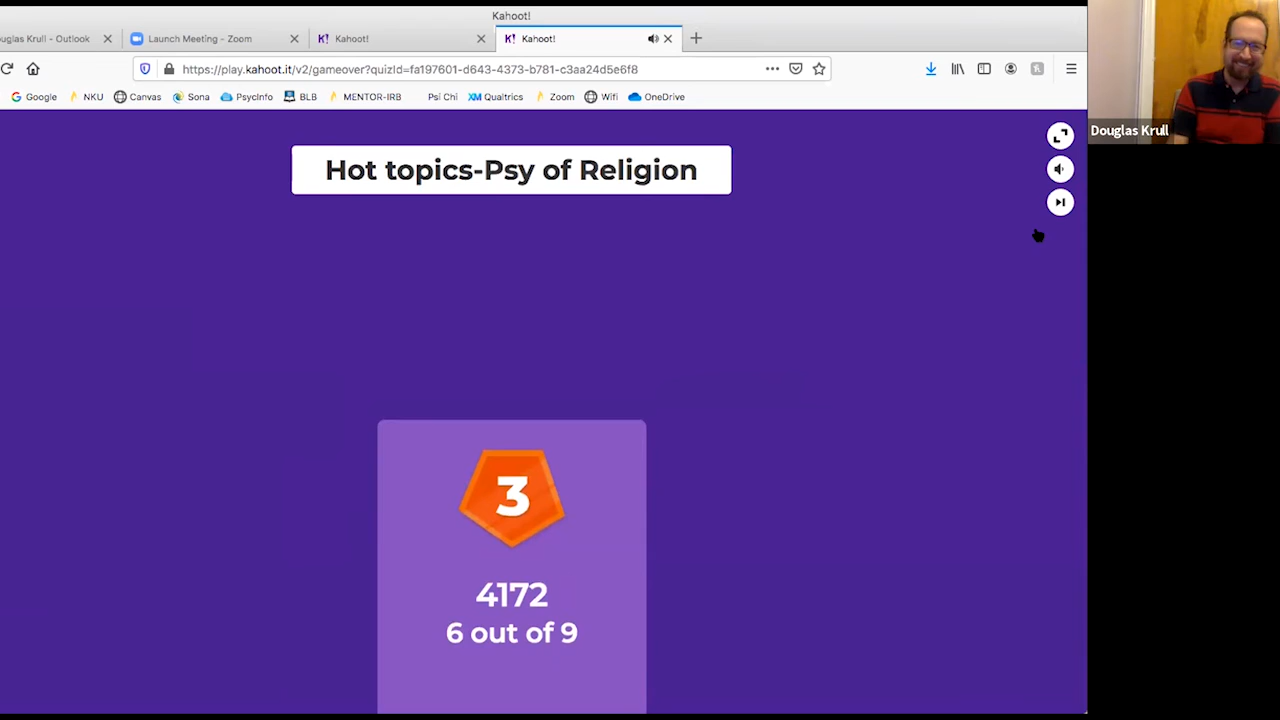 Kahoot!
ouglas Krull - Outlook
Launch Meeting - Zoom
K! Kahoot!
K! Kahoot!
https://play.kahoot.it/v2/gameover?quizId=fa197601-d643-4373-b781-c3aa24d5e6f8
Google NKU Canvas Sona PsycInfo BLB MENTOR-IRB Psi Chi XM Qualtrics Zoom Wifi OneDrive
Douglas Krull
Hot topics-Psy of Religion
3
4172
6 out of 9